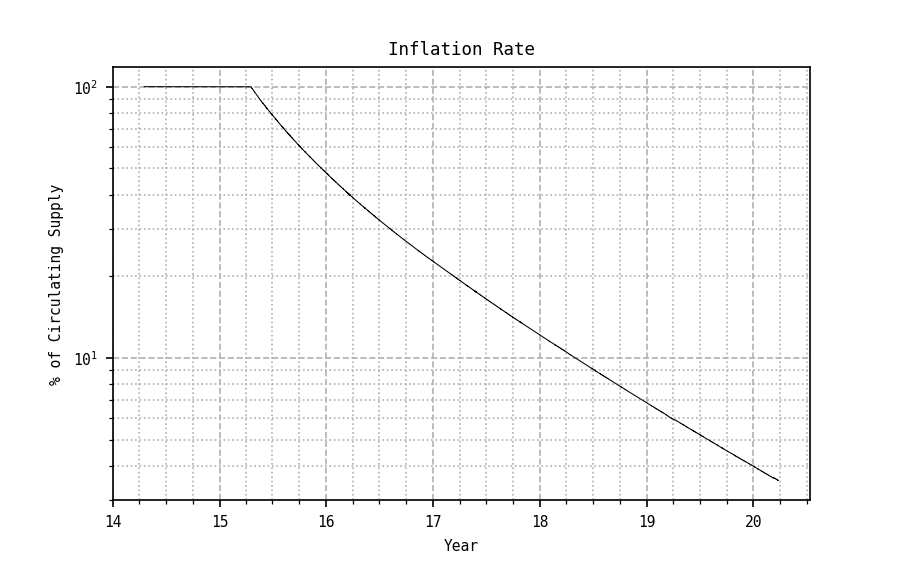 Inflation Rate
% of Circulating Supply
10²
10¹
14 15 16 17 18 19 20
Year